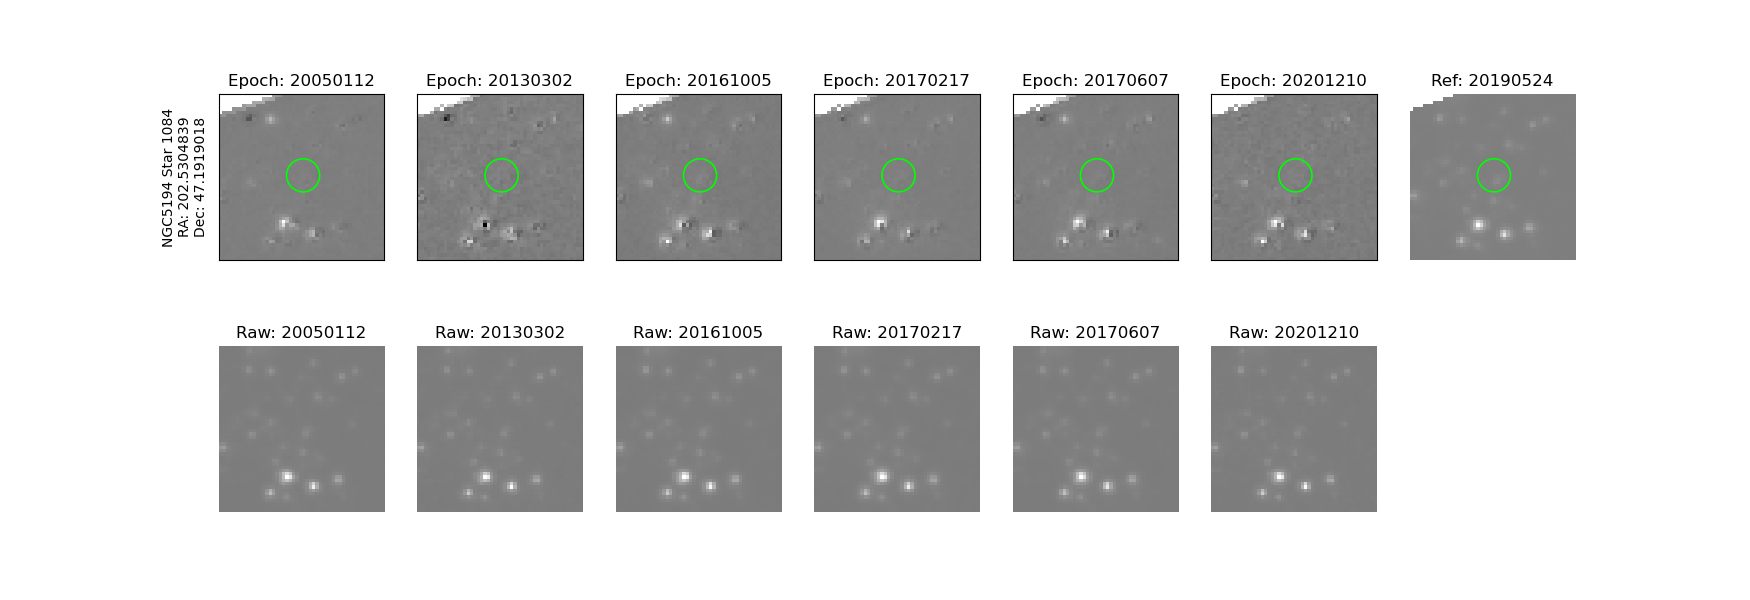 Epoch: 20050112
Epoch: 20130302
Epoch: 20161005
Epoch: 20170217
Epoch: 20170607
Epoch: 20201210
Ref: 20190524
NGC5194 Star 1084
RA: 202.5304839
Dec: 47.1919018
Raw: 20050112
Raw: 20130302
Raw: 20161005
Raw: 20170217
Raw: 20170607
Raw: 20201210